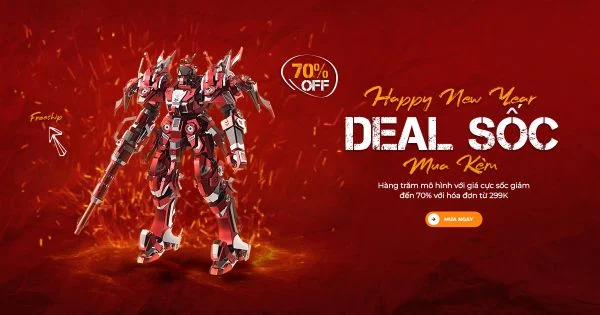 Freeship
70%
OFF
Happy New Year
DEAL SỐC
Mua Kèm
Hàng trăm mô hình với giá cực sốc giảm
đến 70% với hóa đơn từ 299K
MUA NGAY